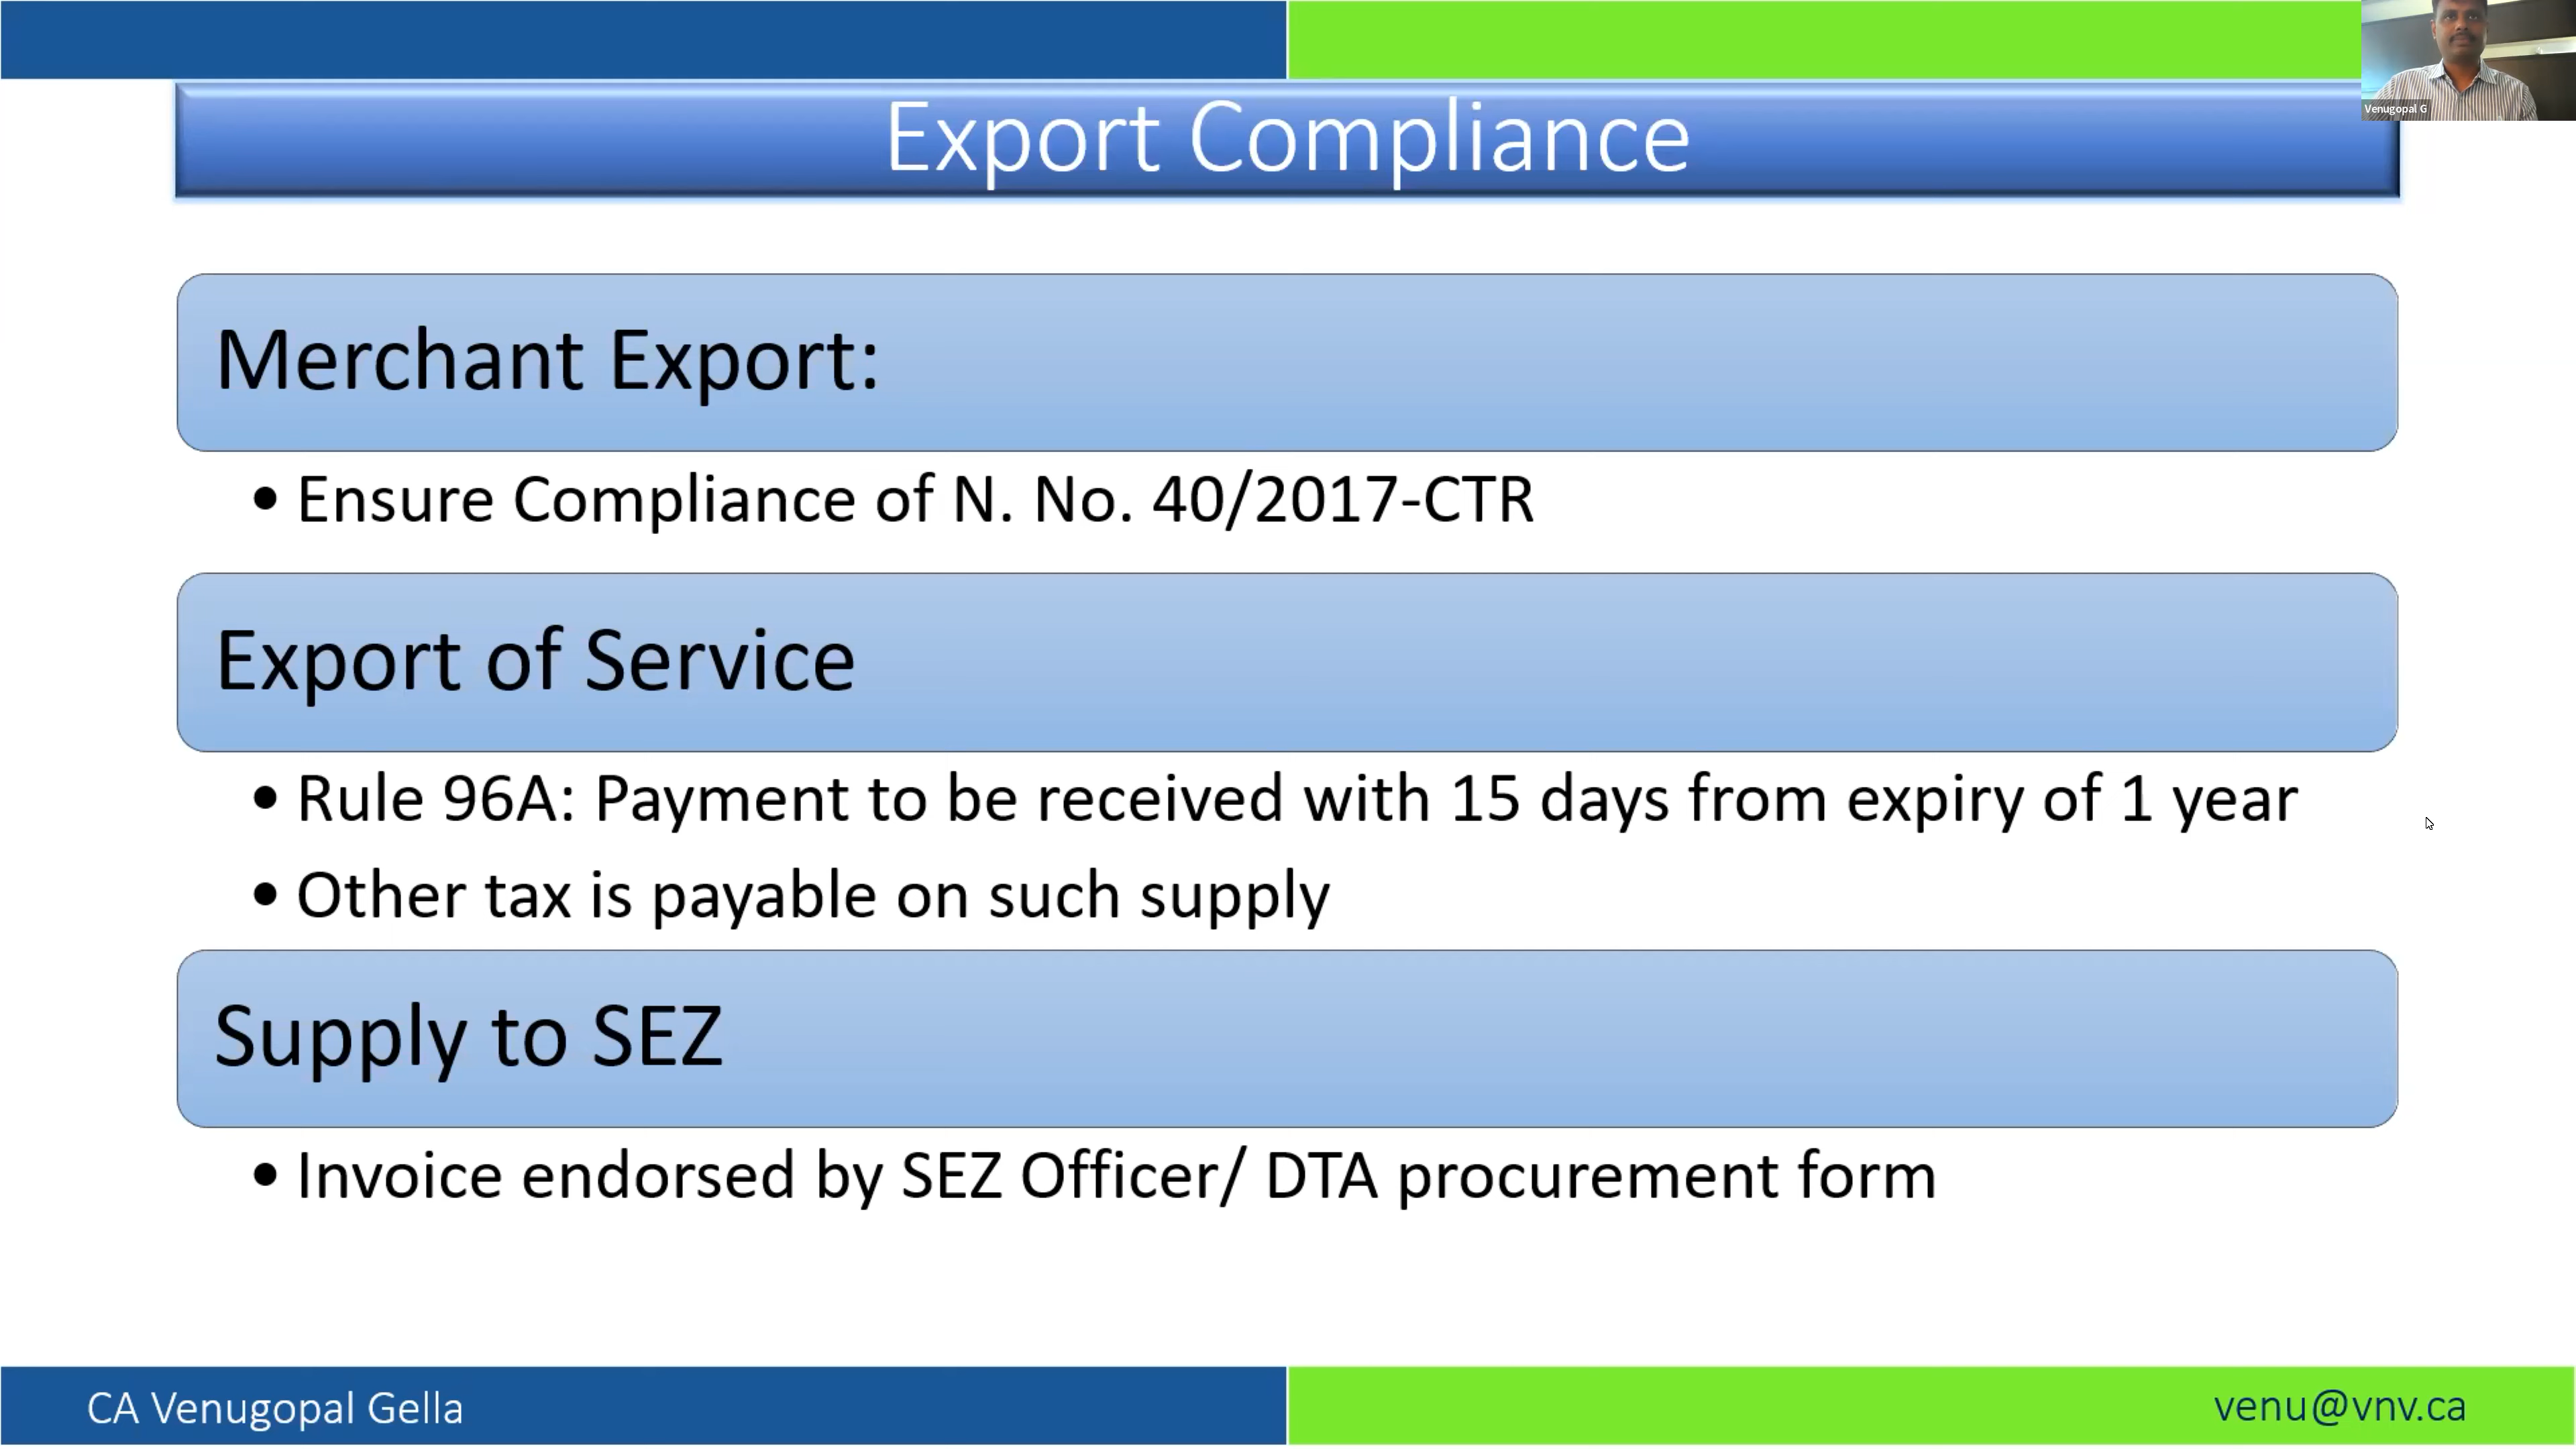 Venugopal G
Export Compliance
Merchant Export:
• Ensure Compliance of N. No. 40/2017-CTR
Export of Service
• Rule 96A: Payment to be received with 15 days from expiry of 1 year
• Other tax is payable on such supply
Supply to SEZ
• Invoice endorsed by SEZ Officer/ DTA procurement form
CA Venugopal Gella
venu@vnv.ca